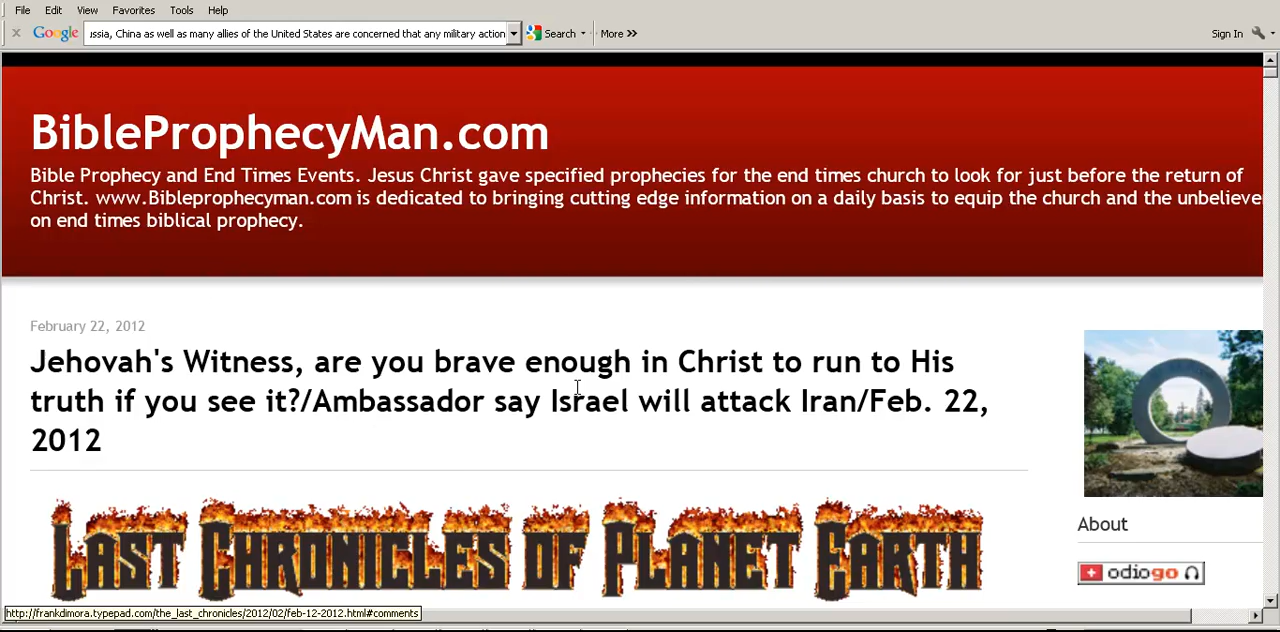 File Edit View Favorites Tools Help
Google ussia, China as well as many allies of the United States are concerned that any military action Search More >> Sign In
BibleProphecyMan.com
Bible Prophecy and End Times Events. Jesus Christ gave specified prophecies for the end times church to look for just before the return of
Christ. www.Bibleprophecyman.com is dedicated to bringing cutting edge information on a daily basis to equip the church and the unbelieve
on end times biblical prophecy.
February 22, 2012
Jehovah's Witness, are you brave enough in Christ to run to His
truth if you see it?/Ambassador say Israel will attack Iran/Feb. 22,
2012
Last Chronicles of Planet Earth
About
odiogo
http://frankdimora.typepad.com/the_last_chronicles/2012/02/feb-12-2012.html#comments